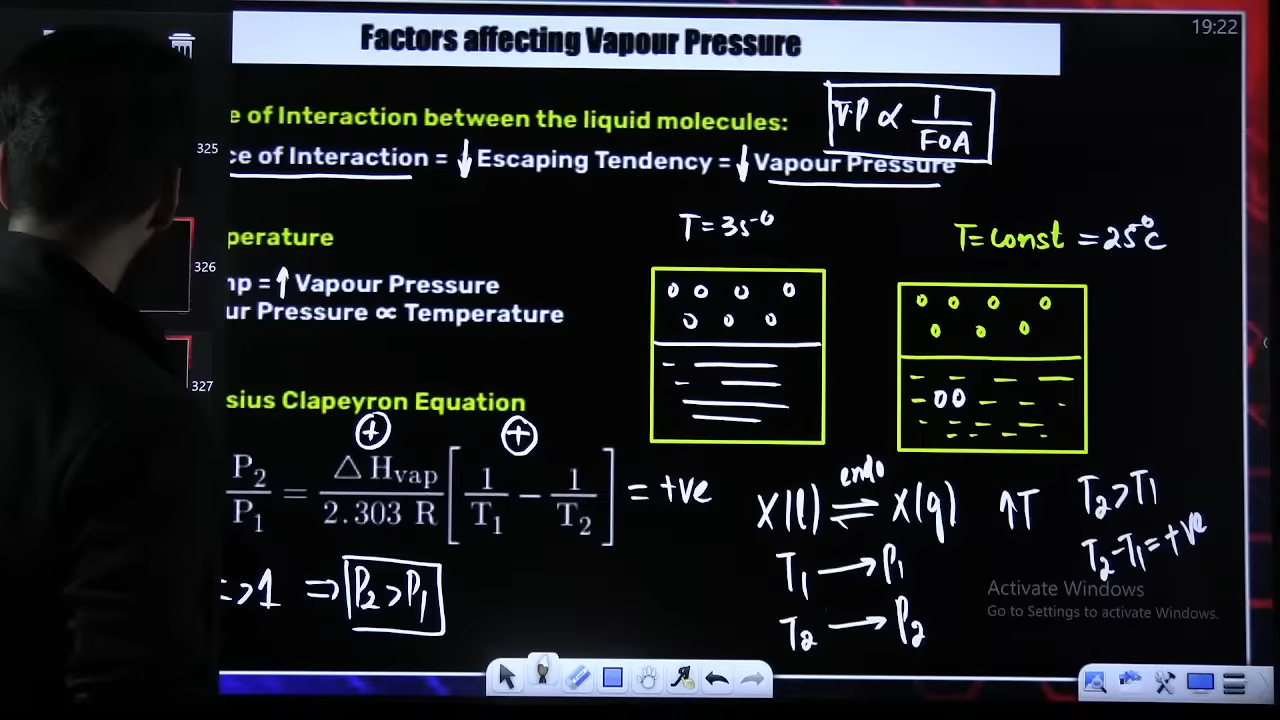 19:22
Factors affecting Vapour Pressure
e of Interaction between the liquid molecules:
V.P ∝ 1/FOA
325
ce of Interaction = ↓ Escaping Tendency = ↓ Vapour Pressure
T = 35°
T = const = 25°C
perature
326
mp = ↑ Vapour Pressure
ur Pressure ∝ Temperature
327
sius Clapeyron Equation
+ +
P₂/P₁ = △ Hvap/2.303 R [1/T₁ − 1/T₂] = +ve
endo
X(l) ⇌ X(g) ↑T T₂>T₁
T₂-T₁=+ve
T₁ → P₁
>1 ⇒ P₂>P₁
T₂ → P₂
Activate Windows
Go to Settings to activate Windows.